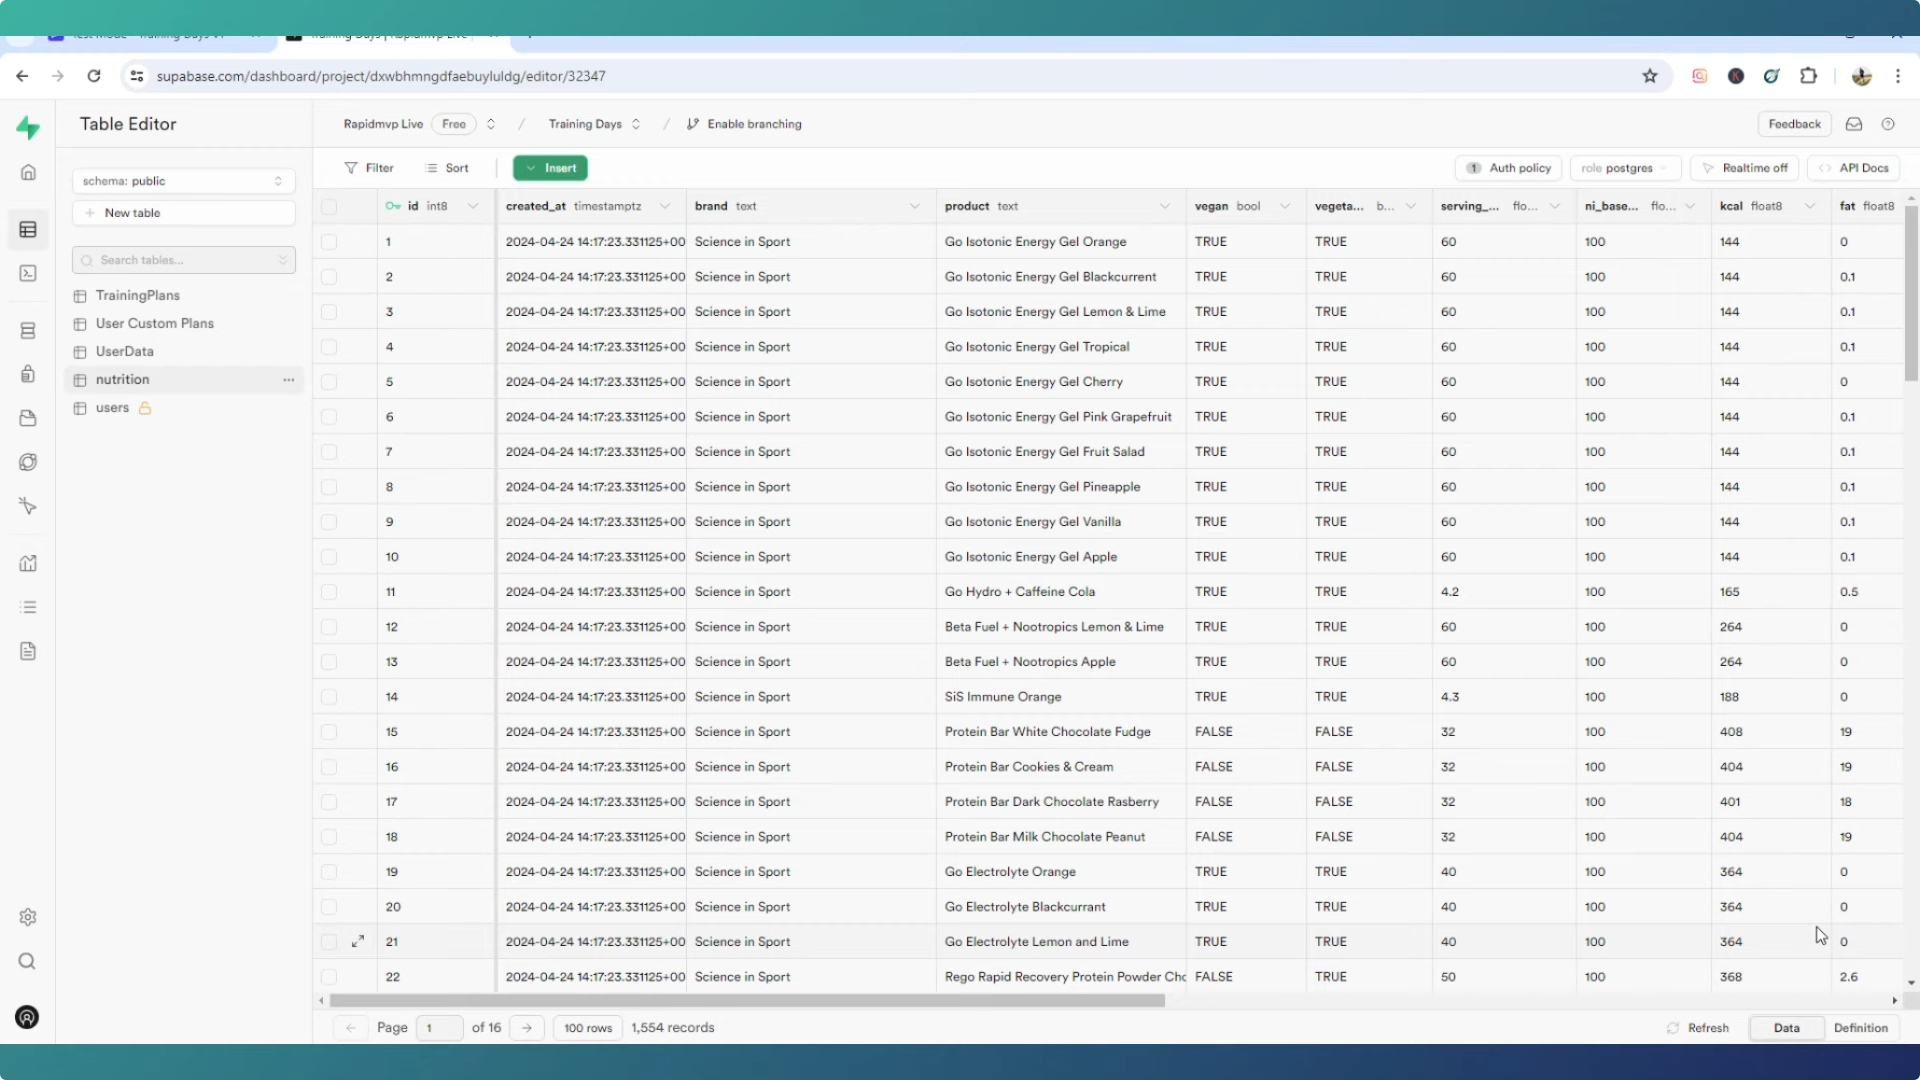 supabase.com/dashboard/project/dxwbhmngdfaebuyluldg/editor/32347
Table Editor
Rapidmvp Live Free / Training Days / Enable branching
Feedback
schema: public
New table
Search tables...
TrainingPlans
User Custom Plans
UserData
nutrition
users
Filter Sort Insert
1 Auth policy role postgres Realtime off API Docs
id int8 created_at timestamptz brand text product text vegan bool vegeta... b... serving_... flo... ni_base... flo... kcal float8 fat float8
1 2024-04-24 14:17:23.331125+00 Science in Sport Go Isotonic Energy Gel Orange TRUE TRUE 60 100 144 0
2 2024-04-24 14:17:23.331125+00 Science in Sport Go Isotonic Energy Gel Blackcurrent TRUE TRUE 60 100 144 0.1
3 2024-04-24 14:17:23.331125+00 Science in Sport Go Isotonic Energy Gel Lemon & Lime TRUE TRUE 60 100 144 0.1
4 2024-04-24 14:17:23.331125+00 Science in Sport Go Isotonic Energy Gel Tropical TRUE TRUE 60 100 144 0.1
5 2024-04-24 14:17:23.331125+00 Science in Sport Go Isotonic Energy Gel Cherry TRUE TRUE 60 100 144 0
6 2024-04-24 14:17:23.331125+00 Science in Sport Go Isotonic Energy Gel Pink Grapefruit TRUE TRUE 60 100 144 0.1
7 2024-04-24 14:17:23.331125+00 Science in Sport Go Isotonic Energy Gel Fruit Salad TRUE TRUE 60 100 144 0.1
8 2024-04-24 14:17:23.331125+00 Science in Sport Go Isotonic Energy Gel Pineapple TRUE TRUE 60 100 144 0.1
9 2024-04-24 14:17:23.331125+00 Science in Sport Go Isotonic Energy Gel Vanilla TRUE TRUE 60 100 144 0.1
10 2024-04-24 14:17:23.331125+00 Science in Sport Go Isotonic Energy Gel Apple TRUE TRUE 60 100 144 0.1
11 2024-04-24 14:17:23.331125+00 Science in Sport Go Hydro + Caffeine Cola TRUE TRUE 4.2 100 165 0.5
12 2024-04-24 14:17:23.331125+00 Science in Sport Beta Fuel + Nootropics Lemon & Lime TRUE TRUE 60 100 264 0
13 2024-04-24 14:17:23.331125+00 Science in Sport Beta Fuel + Nootropics Apple TRUE TRUE 60 100 264 0
14 2024-04-24 14:17:23.331125+00 Science in Sport SiS Immune Orange TRUE TRUE 4.3 100 188 0
15 2024-04-24 14:17:23.331125+00 Science in Sport Protein Bar White Chocolate Fudge FALSE FALSE 32 100 408 19
16 2024-04-24 14:17:23.331125+00 Science in Sport Protein Bar Cookies & Cream FALSE FALSE 32 100 404 19
17 2024-04-24 14:17:23.331125+00 Science in Sport Protein Bar Dark Chocolate Rasberry FALSE FALSE 32 100 401 18
18 2024-04-24 14:17:23.331125+00 Science in Sport Protein Bar Milk Chocolate Peanut FALSE FALSE 32 100 404 19
19 2024-04-24 14:17:23.331125+00 Science in Sport Go Electrolyte Orange TRUE TRUE 40 100 364 0
20 2024-04-24 14:17:23.331125+00 Science in Sport Go Electrolyte Blackcurrant TRUE TRUE 40 100 364 0
21 2024-04-24 14:17:23.331125+00 Science in Sport Go Electrolyte Lemon and Lime TRUE TRUE 40 100 364 0
22 2024-04-24 14:17:23.331125+00 Science in Sport Rego Rapid Recovery Protein Powder Cho FALSE TRUE 50 100 368 2.6
Page 1 of 16 100 rows 1,554 records Refresh Data Definition